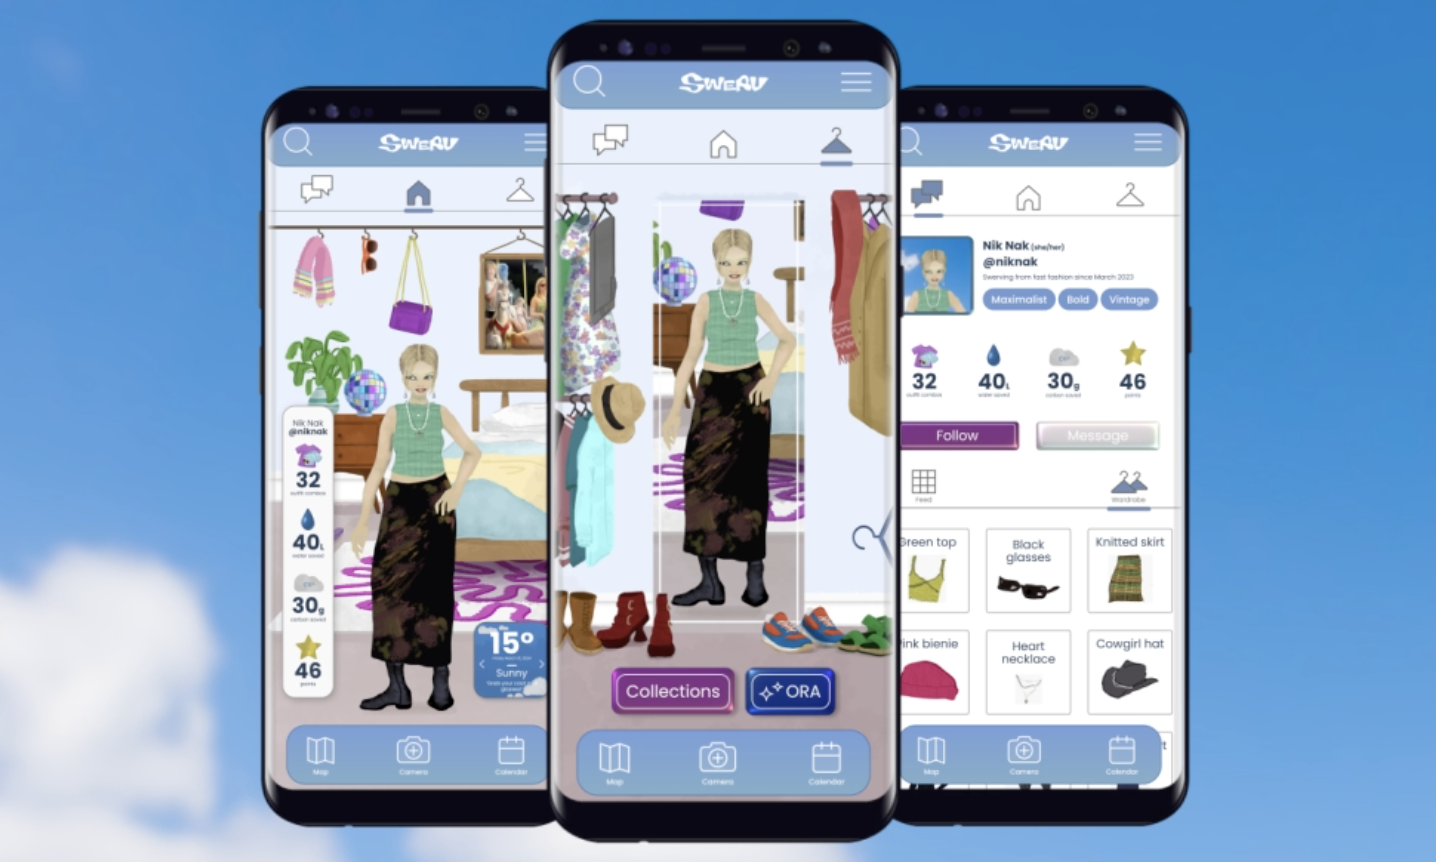 SWERV
Nik Nak
@niknak
32
outfit combos
40L
water saved
30g
carbon saved
46
points
15°
Sunny
Map
Camera
Calendar
SWERV
Collections
ORA
Map
Camera
Calendar
SWERV
Nik Nak (she/her)
@niknak
Swerving from fast fashion since March 2023
Maximalist Bold Vintage
32
outfit combos
40L
water saved
30g
carbon saved
46
points
Follow Message
Feed Wardrobe
Green top
Black
glasses
Knitted skirt
Pink bienie
Heart
necklace
Cowgirl hat
Map
Camera
Calendar